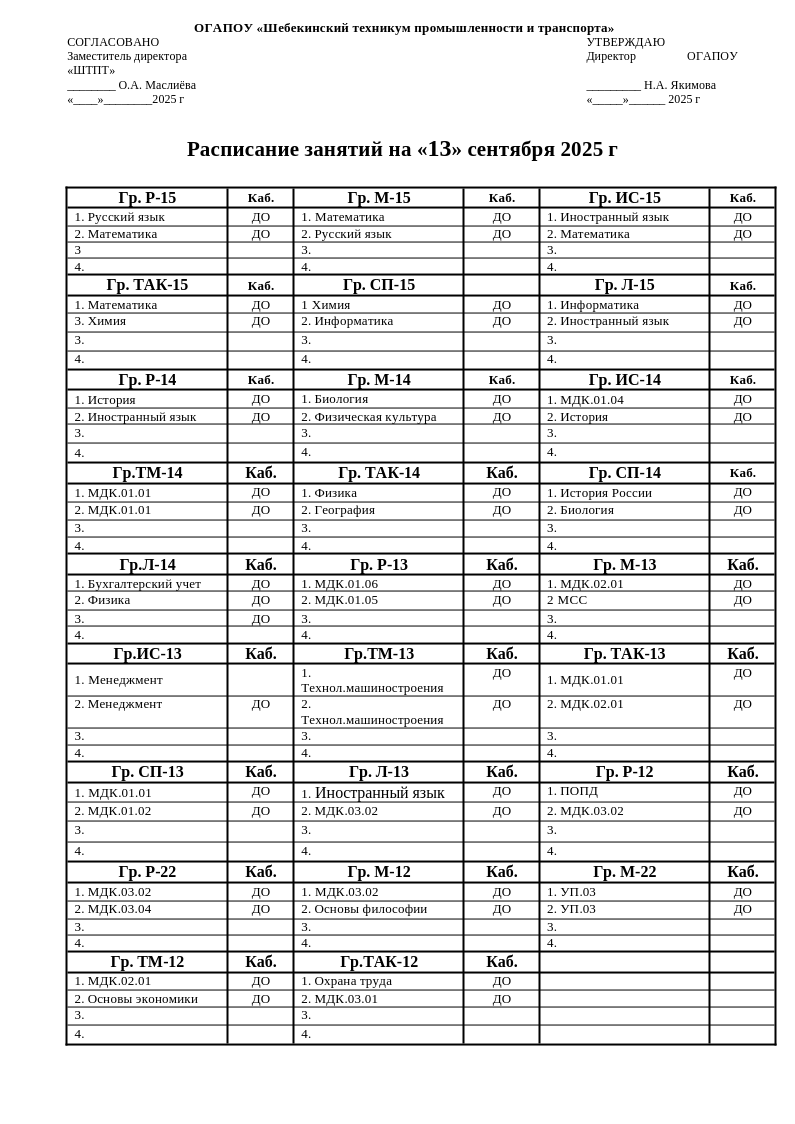 ОГАПОУ «Шебекинский техникум промышленности и транспорта»
СОГЛАСОВАНО УТВЕРЖДАЮ
Заместитель директора Директор ОГАПОУ
«ШТПТ»
________ О.А. Маслиёва _________ Н.А. Якимова
«____»________2025 г «_____»______ 2025 г
Расписание занятий на «13» сентября 2025 г
Гр. Р-15 Каб. Гр. М-15 Каб. Гр. ИС-15 Каб.
1. Русский язык ДО 1. Математика ДО 1. Иностранный язык ДО
2. Математика ДО 2. Русский язык ДО 2. Математика ДО
3 3. 3.
4. 4. 4.
Гр. ТАК-15 Каб. Гр. СП-15 Гр. Л-15 Каб.
1. Математика ДО 1 Химия ДО 1. Информатика ДО
3. Химия ДО 2. Информатика ДО 2. Иностранный язык ДО
3. 3. 3.
4. 4. 4.
Гр. Р-14 Каб. Гр. М-14 Каб. Гр. ИС-14 Каб.
1. История ДО 1. Биология ДО 1. МДК.01.04 ДО
2. Иностранный язык ДО 2. Физическая культура ДО 2. История ДО
3. 3. 3.
4. 4. 4.
Гр.ТМ-14 Каб. Гр. ТАК-14 Каб. Гр. СП-14 Каб.
1. МДК.01.01 ДО 1. Физика ДО 1. История России ДО
2. МДК.01.01 ДО 2. География ДО 2. Биология ДО
3. 3. 3.
4. 4. 4.
Гр.Л-14 Каб. Гр. Р-13 Каб. Гр. М-13 Каб.
1. Бухгалтерский учет ДО 1. МДК.01.06 ДО 1. МДК.02.01 ДО
2. Физика ДО 2. МДК.01.05 ДО 2 МСС ДО
3. ДО 3. 3.
4. 4. 4.
Гр.ИС-13 Каб. Гр.ТМ-13 Каб. Гр. ТАК-13 Каб.
1. Менеджмент 1. ДО 1. МДК.01.01 ДО
Технол.машиностроения
2. Менеджмент ДО 2. ДО 2. МДК.02.01 ДО
Технол.машиностроения
3. 3. 3.
4. 4. 4.
Гр. СП-13 Каб. Гр. Л-13 Каб. Гр. Р-12 Каб.
1. МДК.01.01 ДО 1. Иностранный язык ДО 1. ПОПД ДО
2. МДК.01.02 ДО 2. МДК.03.02 ДО 2. МДК.03.02 ДО
3. 3. 3.
4. 4. 4.
Гр. Р-22 Каб. Гр. М-12 Каб. Гр. М-22 Каб.
1. МДК.03.02 ДО 1. МДК.03.02 ДО 1. УП.03 ДО
2. МДК.03.04 ДО 2. Основы философии ДО 2. УП.03 ДО
3. 3. 3.
4. 4. 4.
Гр. ТМ-12 Каб. Гр.ТАК-12 Каб.
1. МДК.02.01 ДО 1. Охрана труда ДО
2. Основы экономики ДО 2. МДК.03.01 ДО
3. 3.
4. 4.